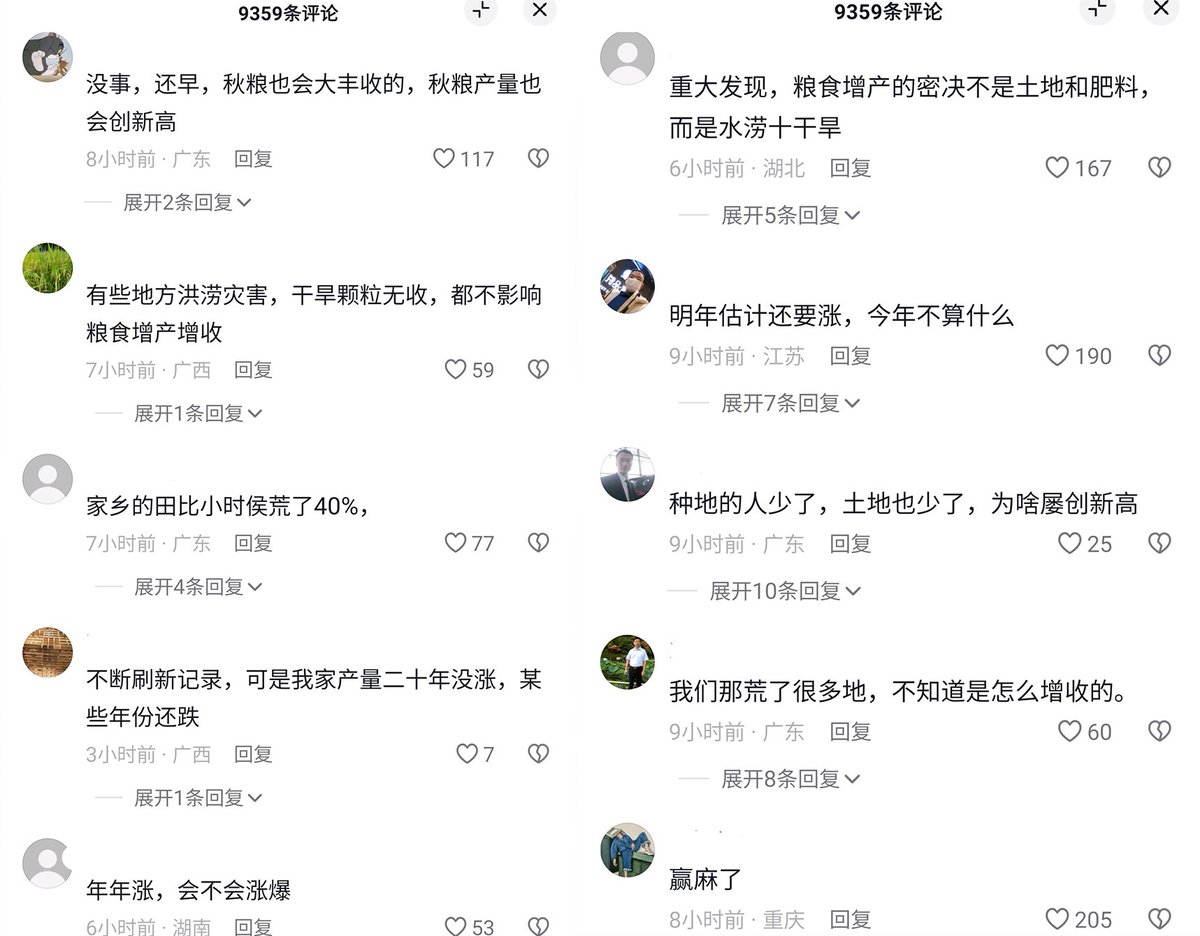 9359条评论
没事，还早，秋粮也会大丰收的，秋粮产量也
会创新高
8小时前 · 广东 回复 117
展开2条回复
有些地方洪涝灾害，干旱颗粒无收，都不影响
粮食增产增收
7小时前 · 广西 回复 59
展开1条回复
家乡的田比小时侯荒了40%，
7小时前 · 广东 回复 77
展开4条回复
不断刷新记录，可是我家产量二十年没涨，某
些年份还跌
3小时前 · 广西 回复 7
展开1条回复
年年涨，会不会涨爆
6小时前 · 湖南 回复 53
9359条评论
重大发现，粮食增产的密决不是土地和肥料，
而是水涝十干旱
6小时前 · 湖北 回复 167
展开5条回复
明年估计还要涨，今年不算什么
9小时前 · 江苏 回复 190
展开7条回复
种地的人少了，土地也少了，为啥屡创新高
9小时前 · 广东 回复 25
展开10条回复
我们那荒了很多地，不知道是怎么增收的。
9小时前 · 广东 回复 60
展开8条回复
赢麻了
8小时前 · 重庆 回复 205